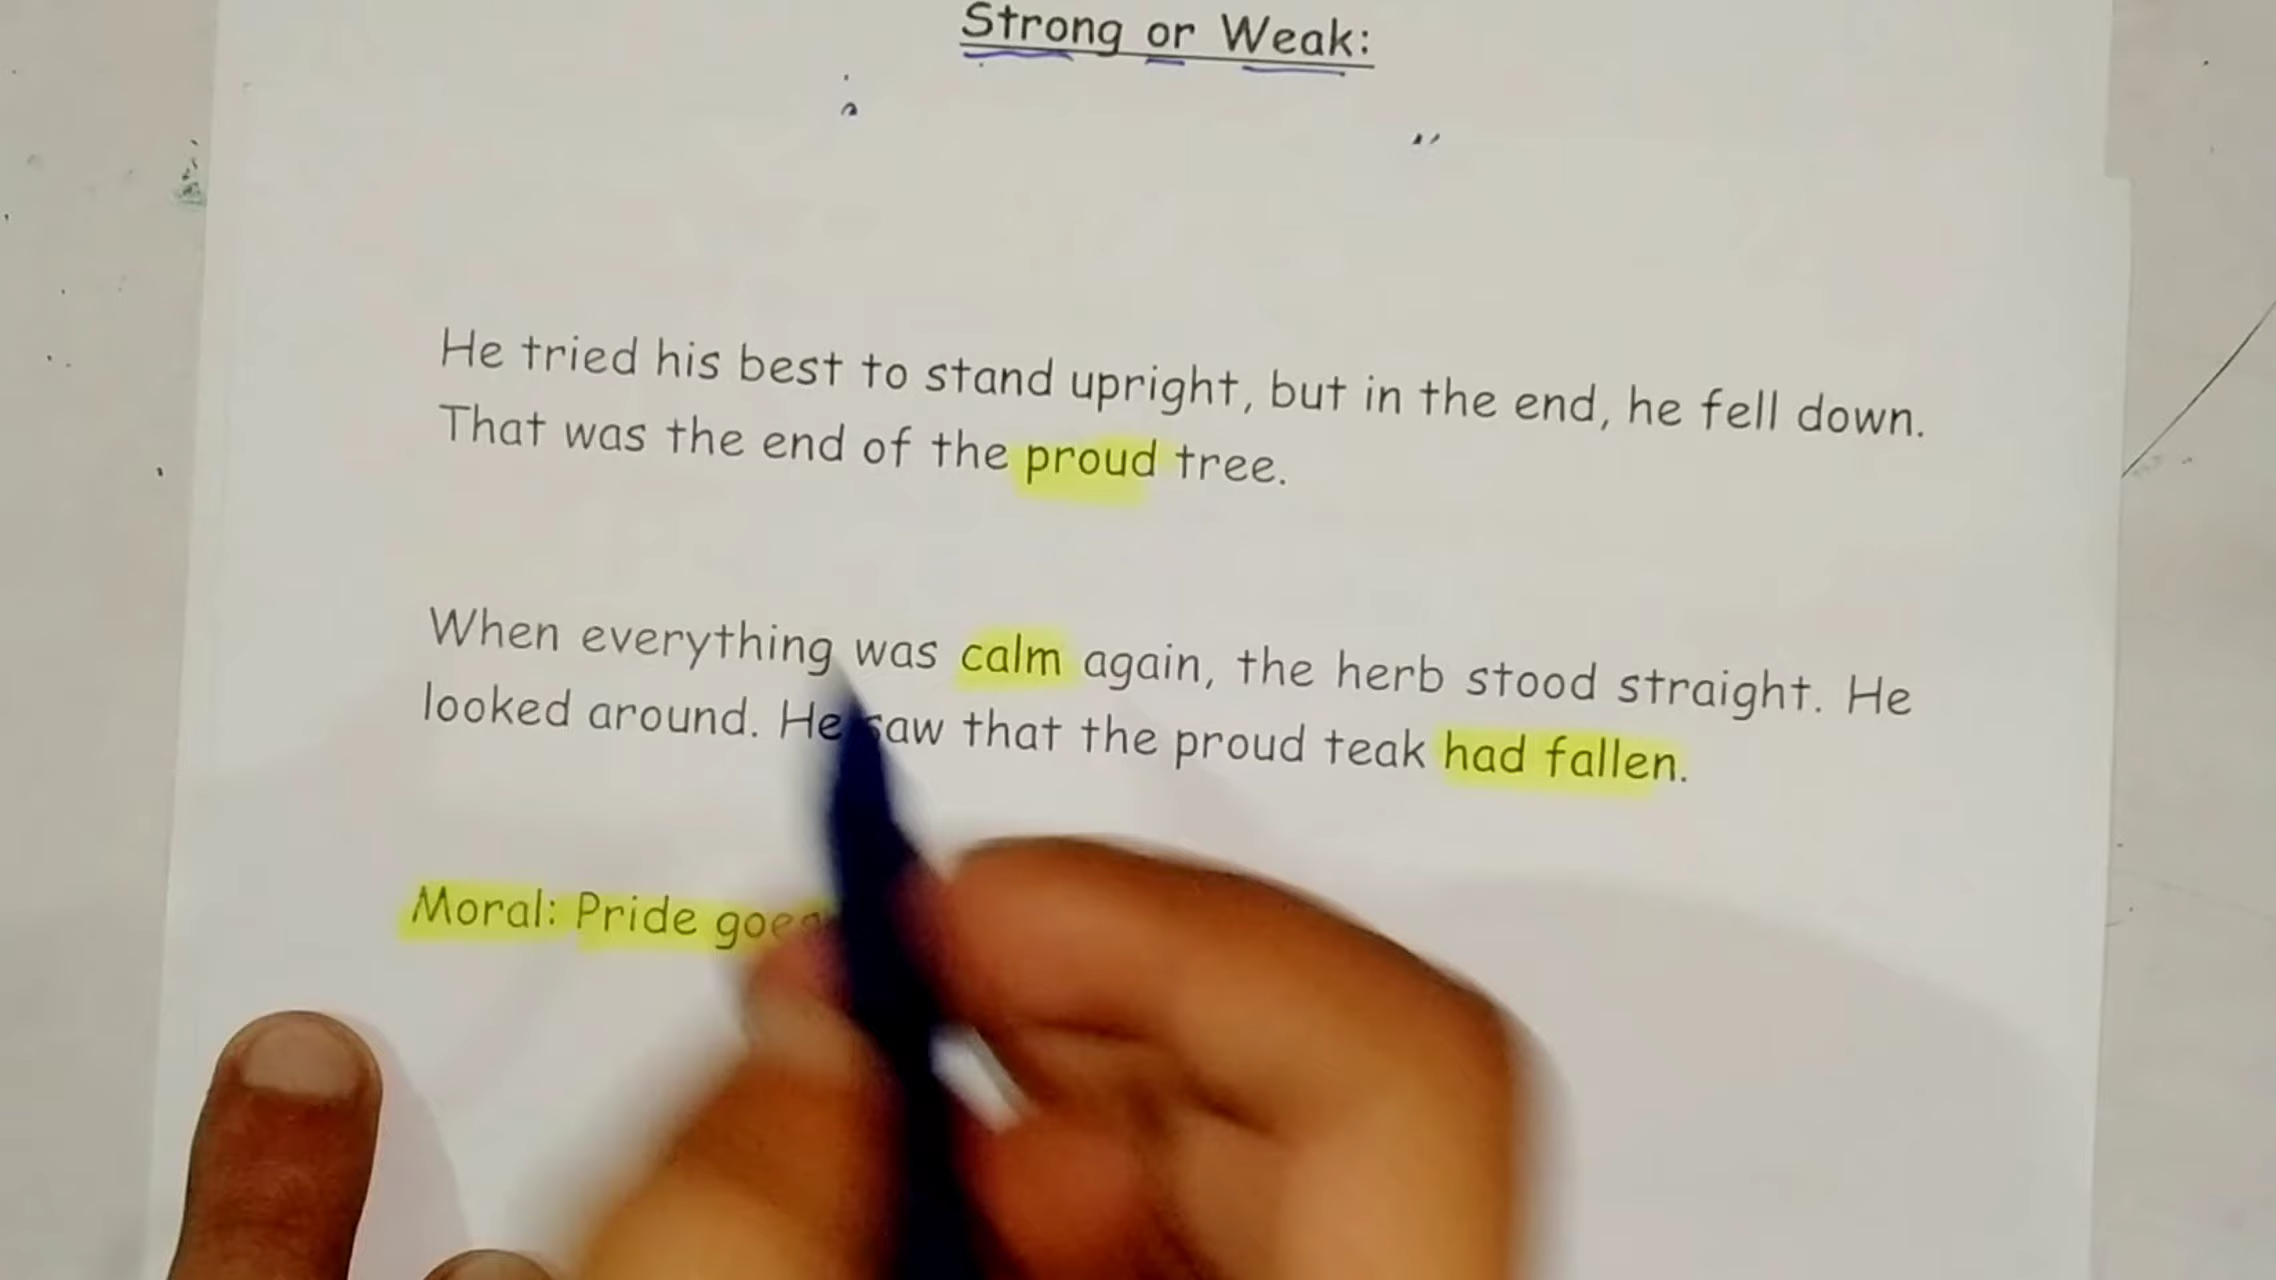 Strong or Weak:
He tried his best to stand upright, but in the end, he fell down.
That was the end of the proud tree.
When everything was calm again, the herb stood straight. He
looked around. He saw that the proud teak had fallen.
Moral: Pride goes